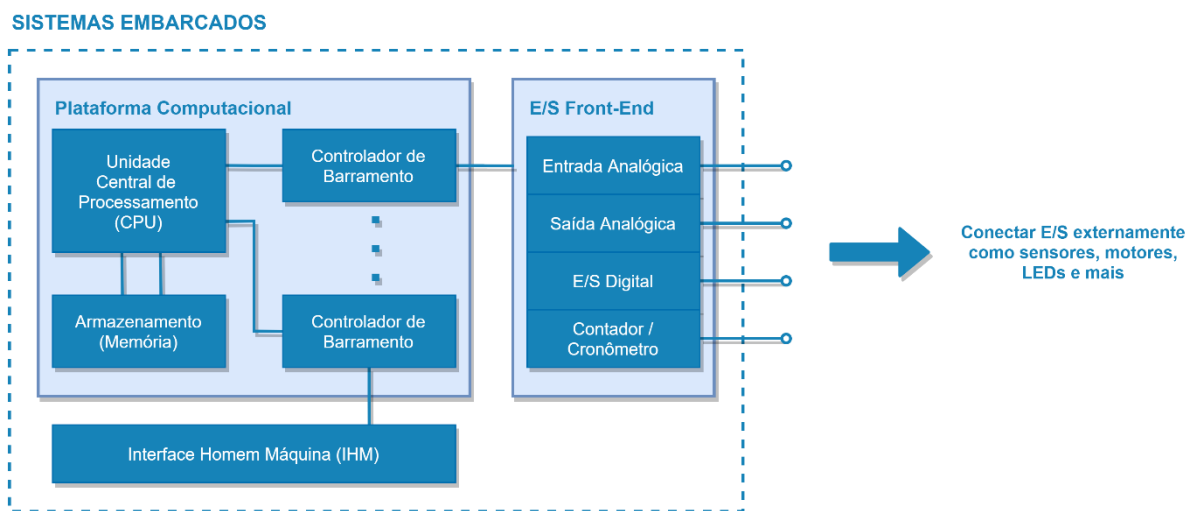 SISTEMAS EMBARCADOS
Plataforma Computacional
Unidade
Central de
Processamento
(CPU)
Controlador de
Barramento
Armazenamento
(Memória)
Controlador de
Barramento
Interface Homem Máquina (IHM)
E/S Front-End
Entrada Analógica
Saída Analógica
E/S Digital
Contador /
Cronômetro
Conectar E/S externamente
como sensores, motores,
LEDs e mais